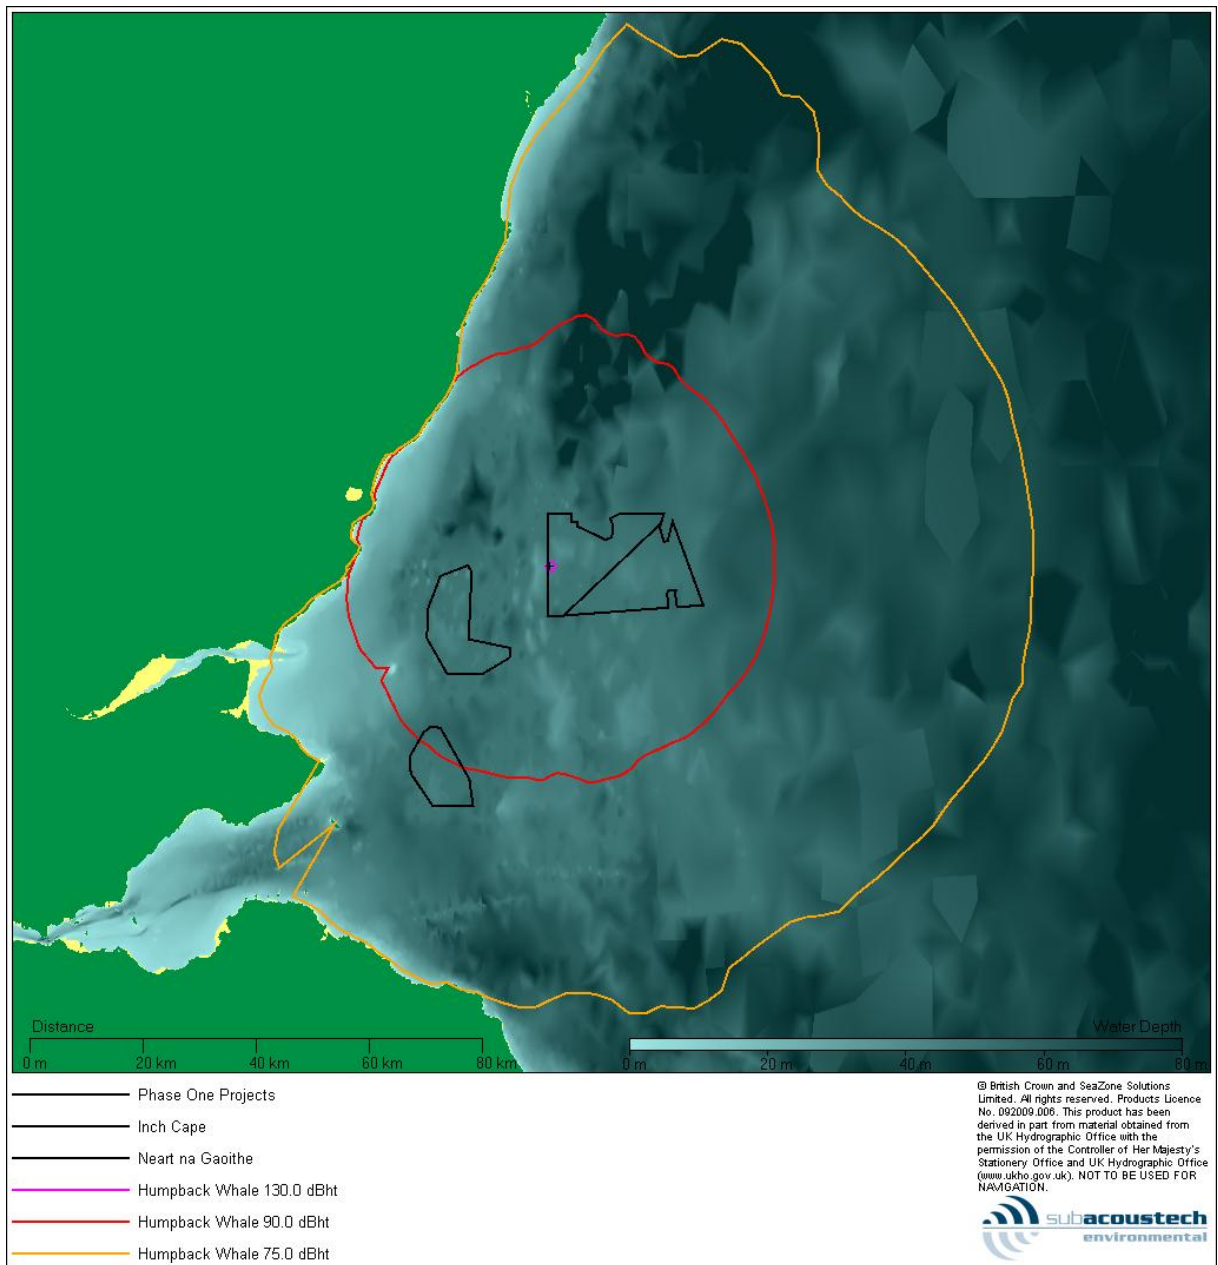 Distance
0 m 20 km 40 km 60 km 80 km
Water Depth
0 m 20 m 40 m 60 m 80 m
Phase One Projects
Inch Cape
Neart na Gaoithe
Humpback Whale 130.0 dBht
Humpback Whale 90.0 dBht
Humpback Whale 75.0 dBht
© British Crown and SeaZone Solutions
Limited. All rights reserved. Products Licence
No. 092009.006. This product has been
derived in part from material obtained from
the UK Hydrographic Office with the
permission of the Controller of Her Majesty's
Stationery Office and UK Hydrographic Office
(www.ukho.gov.uk). NOT TO BE USED FOR
NAVIGATION.
subacoustech
environmental